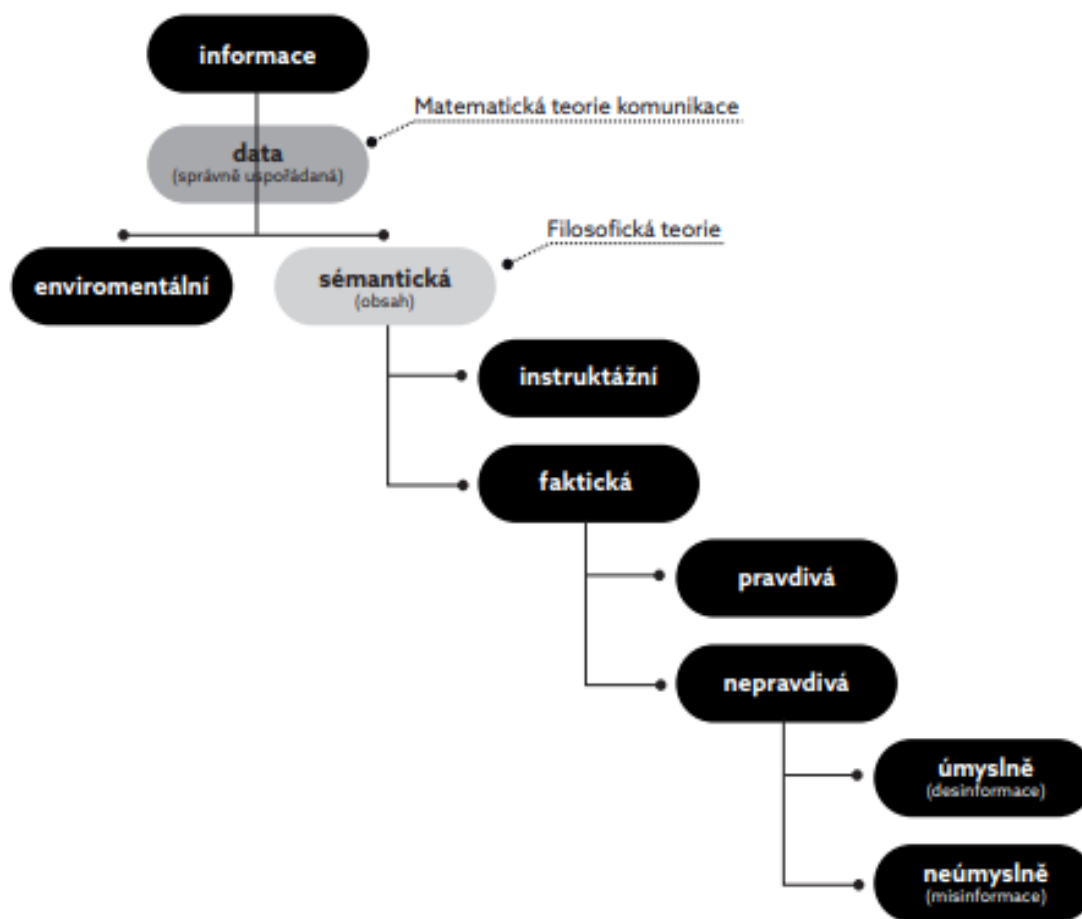 informace
Matematická teorie komunikace
data
(správně uspořádaná)
Filosofická teorie
enviromentální
sémantická
(obsah)
instruktážní
faktická
pravdivá
nepravdivá
úmyslně
(desinformace)
neúmyslně
(misinformace)